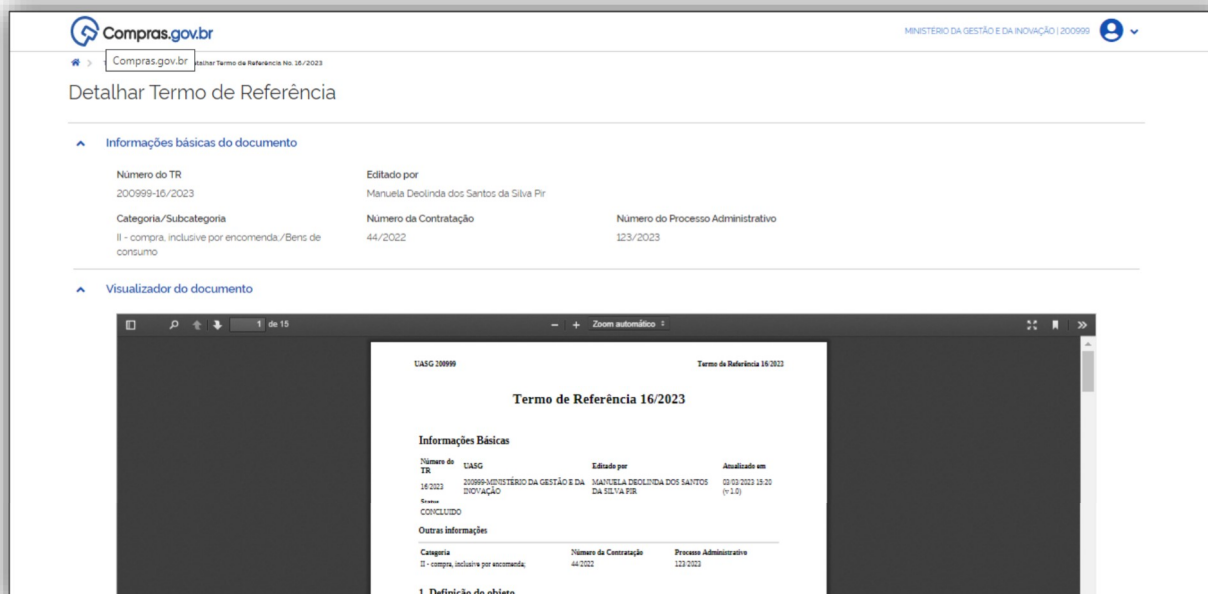 Compras.gov.br
MINISTÉRIO DA GESTÃO E DA INOVAÇÃO | 200999
Compras.gov.br
Detalhar Termo de Referência No. 16/2023
Detalhar Termo de Referência
Informações básicas do documento
Número do TR
Editado por
200999-16/2023
Manuela Deolinda dos Santos da Silva Pir
Categoria/Subcategoria
Número da Contratação
Número do Processo Administrativo
II - compra, inclusive por encomenda;/Bens de
consumo
44/2022
123/2023
Visualizador do documento
1 de 15
Zoom automático
UASG 200999
Termo de Referência 16/2023
Termo de Referência 16/2023
Informações Básicas
Número do
TR
UASG
Editado por
Atualizado em
16/2023
200999-MINISTÉRIO DA GESTÃO E DA
INOVAÇÃO
MANUELA DEOLINDA DOS SANTOS
DA SILVA PIR
03/03/2023 15:20
(v 1.0)
Status
CONCLUIDO
Outras informações
Categoria
Número da Contratação
Processo Administrativo
II - compra, inclusive por encomenda;
44/2022
123/2023
1. Definição do objeto